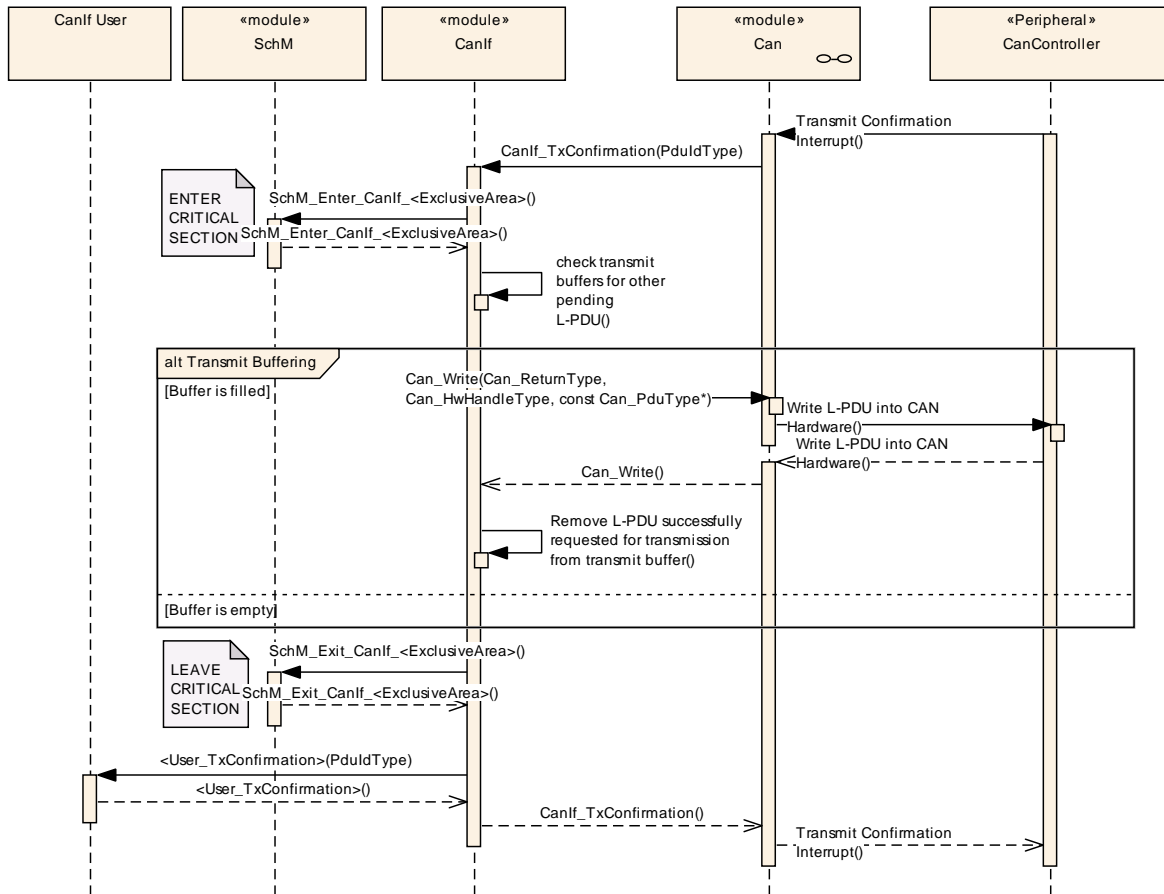 CanIf User
«module»
SchM
«module»
CanIf
«module»
Can
«Peripheral»
CanController
Transmit Confirmation
Interrupt()
CanIf_TxConfirmation(PduIdType)
ENTER
CRITICAL
SECTION
SchM_Enter_CanIf_<ExclusiveArea>()
SchM_Enter_CanIf_<ExclusiveArea>()
check transmit
buffers for other
pending
L-PDU()
alt Transmit Buffering
[Buffer is filled]
Can_Write(Can_ReturnType,
Can_HwHandleType, const Can_PduType*)
Write L-PDU into CAN
Hardware()
Write L-PDU into CAN
Hardware()
Can_Write()
Remove L-PDU successfully
requested for transmission
from transmit buffer()
[Buffer is empty]
LEAVE
CRITICAL
SECTION
SchM_Exit_CanIf_<ExclusiveArea>()
SchM_Exit_CanIf_<ExclusiveArea>()
<User_TxConfirmation>(PduIdType)
<User_TxConfirmation>()
CanIf_TxConfirmation()
Transmit Confirmation
Interrupt()